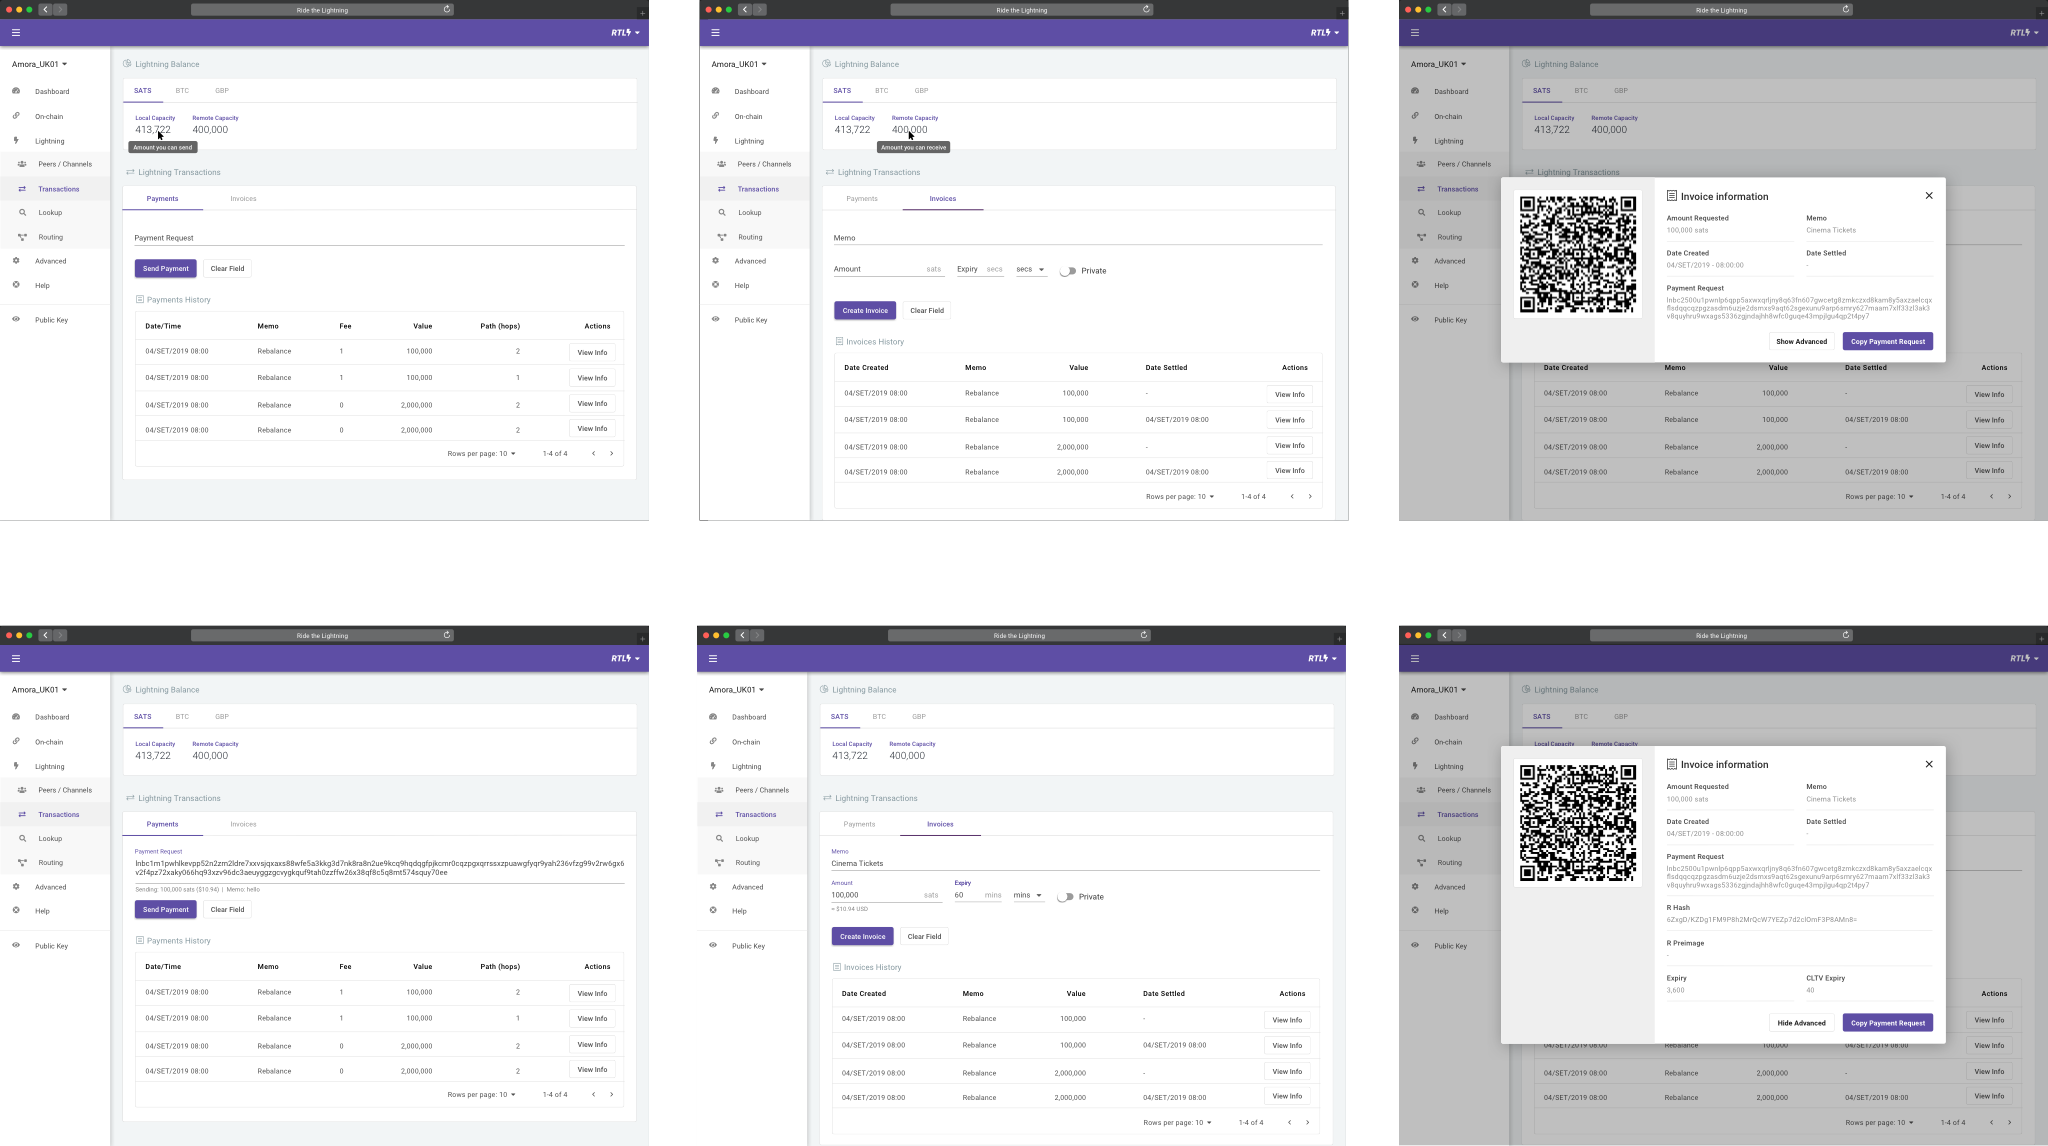 Ride the Lightning
RTL
Amora_UK01
Dashboard
On-chain
Lightning
Peers / Channels
Transactions
Lookup
Routing
Advanced
Help
Public Key
Lightning Balance
SATS BTC GBP
Local Capacity Remote Capacity
413,722 400,000
Amount you can send
Lightning Transactions
Payments Invoices
Payment Request
Send Payment Clear Field
Payments History
Date/Time Memo Fee Value Path (hops) Actions
04/SET/2019 08:00 Rebalance 1 100,000 2 View Info
04/SET/2019 08:00 Rebalance 1 100,000 1 View Info
04/SET/2019 08:00 Rebalance 0 2,000,000 2 View Info
04/SET/2019 08:00 Rebalance 0 2,000,000 2 View Info
Rows per page: 10 1-4 of 4
Ride the Lightning
RTL
Amora_UK01
Dashboard
On-chain
Lightning
Peers / Channels
Transactions
Lookup
Routing
Advanced
Help
Public Key
Lightning Balance
SATS BTC GBP
Local Capacity Remote Capacity
413,722 400,000
Amount you can receive
Lightning Transactions
Payments Invoices
Memo
Amount sats Expiry secs secs Private
Create Invoice Clear Field
Invoices History
Date Created Memo Value Date Settled Actions
04/SET/2019 08:00 Rebalance 100,000 - View Info
04/SET/2019 08:00 Rebalance 100,000 04/SET/2019 08:00 View Info
04/SET/2019 08:00 Rebalance 2,000,000 - View Info
04/SET/2019 08:00 Rebalance 2,000,000 04/SET/2019 08:00 View Info
Rows per page: 10 1-4 of 4
Ride the Lightning
RTL
Amora_UK01
Dashboard
On-chain
Lightning
Peers / Channels
Transactions
Lookup
Routing
Advanced
Help
Public Key
Lightning Balance
SATS BTC GBP
Local Capacity Remote Capacity
413,722 400,000
Lightning Transactions
Invoice information
Amount Requested Memo
100,000 sats Cinema Tickets
Date Created Date Settled
04/SET/2019 - 08:00:00 -
Payment Request
Show Advanced Copy Payment Request
Date Created Memo Value Date Settled Actions
04/SET/2019 08:00 Rebalance 100,000 - View Info
04/SET/2019 08:00 Rebalance 100,000 04/SET/2019 08:00 View Info
04/SET/2019 08:00 Rebalance 2,000,000 - View Info
04/SET/2019 08:00 Rebalance 2,000,000 04/SET/2019 08:00 View Info
Rows per page: 10 1-4 of 4
Ride the Lightning
RTL
Amora_UK01
Dashboard
On-chain
Lightning
Peers / Channels
Transactions
Lookup
Routing
Advanced
Help
Public Key
Lightning Balance
SATS BTC GBP
Local Capacity Remote Capacity
413,722 400,000
Lightning Transactions
Payments Invoices
Payment Request
Sending: 100,000 sats ($10.94) | Memo: hello
Send Payment Clear Field
Payments History
Date/Time Memo Fee Value Path (hops) Actions
04/SET/2019 08:00 Rebalance 1 100,000 2 View Info
04/SET/2019 08:00 Rebalance 1 100,000 1 View Info
04/SET/2019 08:00 Rebalance 0 2,000,000 2 View Info
04/SET/2019 08:00 Rebalance 0 2,000,000 2 View Info
Rows per page: 10 1-4 of 4
Ride the Lightning
RTL
Amora_UK01
Dashboard
On-chain
Lightning
Peers / Channels
Transactions
Lookup
Routing
Advanced
Help
Public Key
Lightning Balance
SATS BTC GBP
Local Capacity Remote Capacity
413,722 400,000
Lightning Transactions
Payments Invoices
Memo
Cinema Tickets
Amount Expiry
100,000 sats 60 mins mins Private
≈ $10.94 USD
Create Invoice Clear Field
Invoices History
Date Created Memo Value Date Settled Actions
04/SET/2019 08:00 Rebalance 100,000 - View Info
04/SET/2019 08:00 Rebalance 100,000 04/SET/2019 08:00 View Info
04/SET/2019 08:00 Rebalance 2,000,000 - View Info
04/SET/2019 08:00 Rebalance 2,000,000 04/SET/2019 08:00 View Info
Rows per page: 10 1-4 of 4
Ride the Lightning
RTL
Amora_UK01
Dashboard
On-chain
Lightning
Peers / Channels
Transactions
Lookup
Routing
Advanced
Help
Public Key
Lightning Balance
SATS BTC GBP
Local Capacity Remote Capacity
Invoice information
Amount Requested Memo
100,000 sats Cinema Tickets
Date Created Date Settled
04/SET/2019 - 08:00:00 -
Payment Request
R Hash
R Preimage
-
Expiry CLTV Expiry
3,600 40
Hide Advanced Copy Payment Request
Actions
View Info
04/SET/2019 08:00 Rebalance 100,000 04/SET/2019 08:00 View Info
04/SET/2019 08:00 Rebalance 2,000,000 - View Info
04/SET/2019 08:00 Rebalance 2,000,000 04/SET/2019 08:00 View Info
Rows per page: 10 1-4 of 4